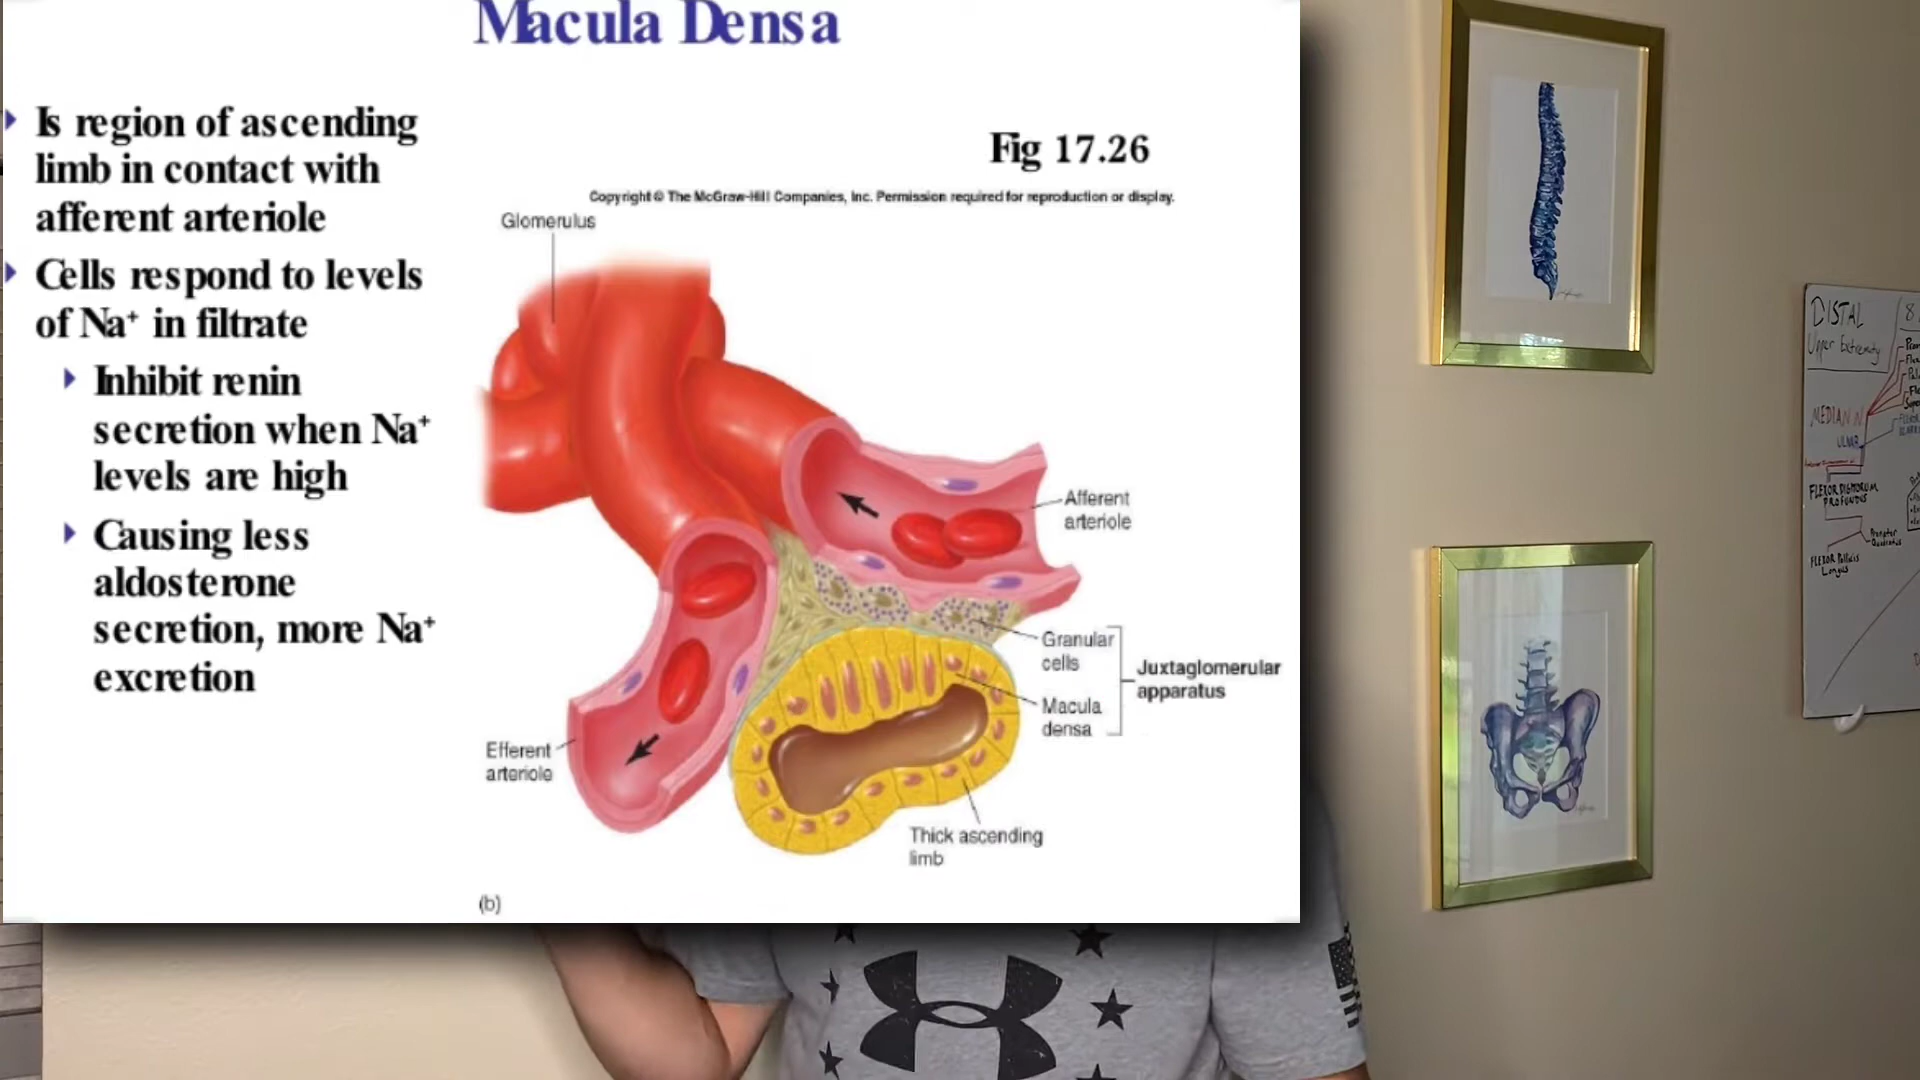 Macula Densa
Is region of ascending
limb in contact with
afferent arteriole
Cells respond to levels
of Na⁺ in filtrate
Inhibit renin
secretion when Na⁺
levels are high
Causing less
aldosterone
secretion, more Na⁺
excretion
Fig 17.26
Copyright © The McGraw-Hill Companies, Inc. Permission required for reproduction or display.
Glomerulus
Afferent
arteriole
Granular
cells
Juxtaglomerular
apparatus
Macula
densa
Efferent
arteriole
Thick ascending
limb
(b)
DISTAL
Upper Extremity
MEDIAN N
ULNAR
FLEXOR DIGITORUM
PROFUNDUS
Pronator
Quadratus
FLEXOR Pollicis
Longus